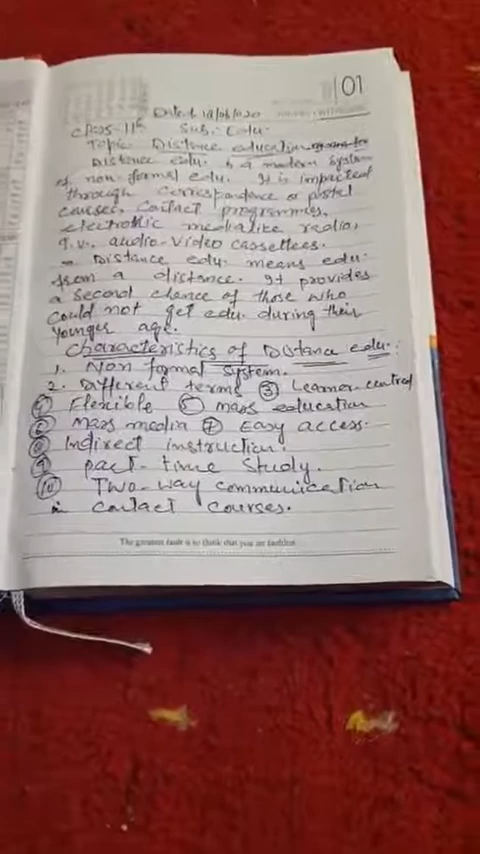 01
Dated 18/06/2020
Class-11th Sub: Edu.
Topic Distance education
Distance edu. is a modern system
of non-formal edu. It is impacted
through correspondence or postal
courses, Contact programmes,
electronic media like radio,
T.V. audio-video cassettees.
Distance edu. means edu.
from a distance. It provides
a second chance of those who
could not get edu. during their
younger age.
Characteristics of Distance edu.:
1. Non formal system.
2. Different terms ③ Learner-centred
④ Flexible ⑤ mass education
⑥ Mass media ⑦ Easy access.
⑧ Indirect instruction.
⑨ part-time study.
⑩ Two-way communication
in contact courses.
The greatest fault is to think that you are faultless